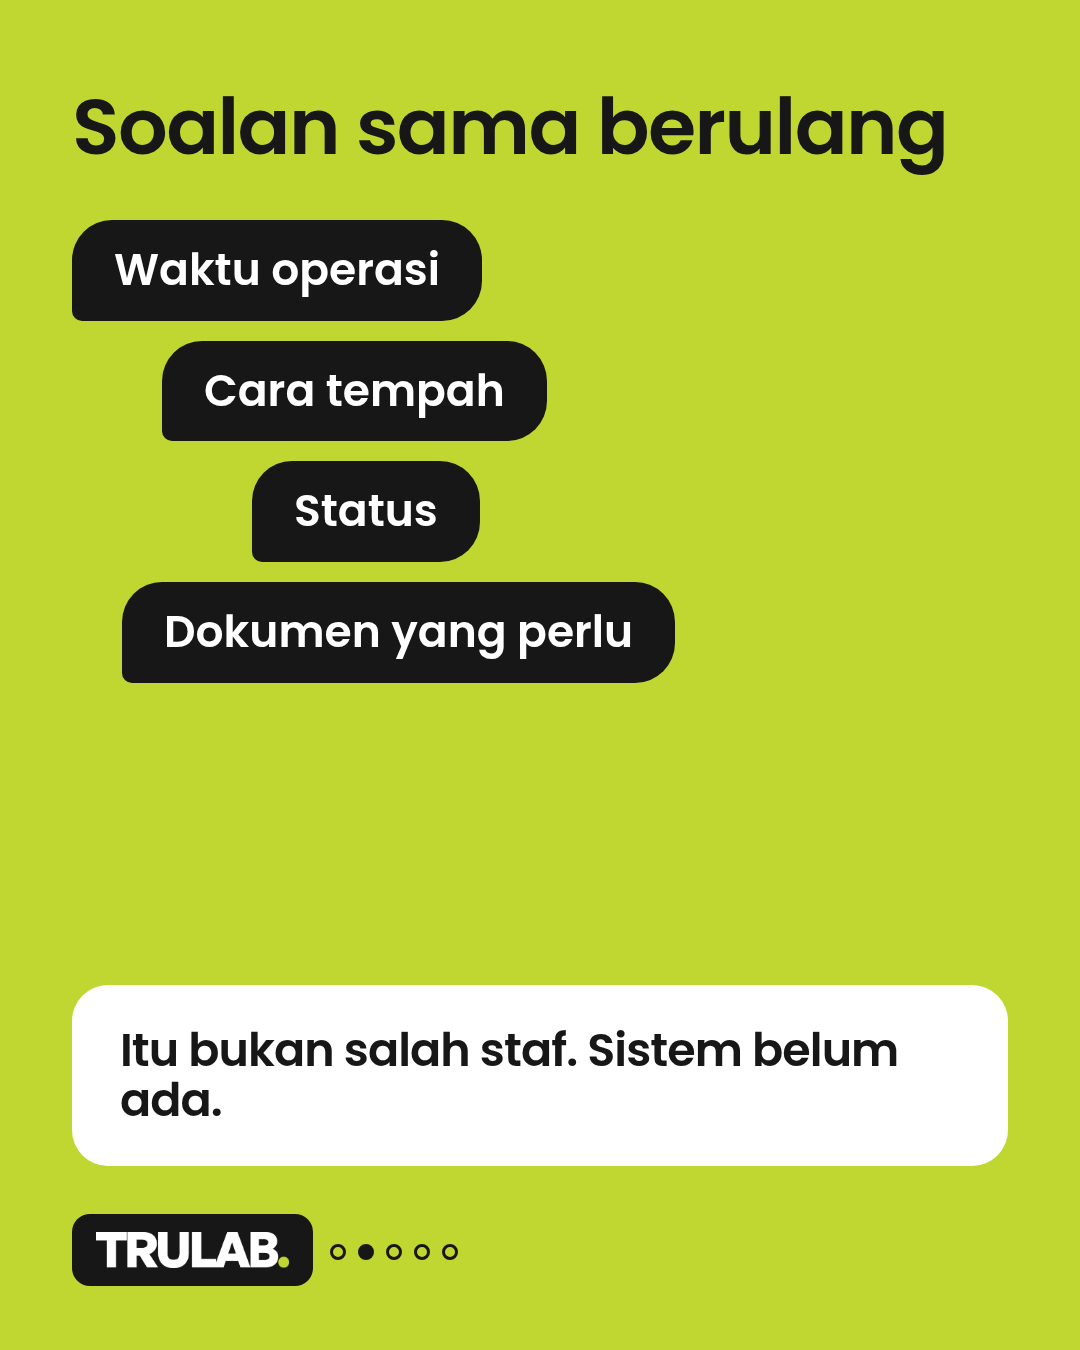 Soalan sama berulang
Waktu operasi
Cara tempah
Status
Dokumen yang perlu
Itu bukan salah staf. Sistem belum
ada.
TRULAB.